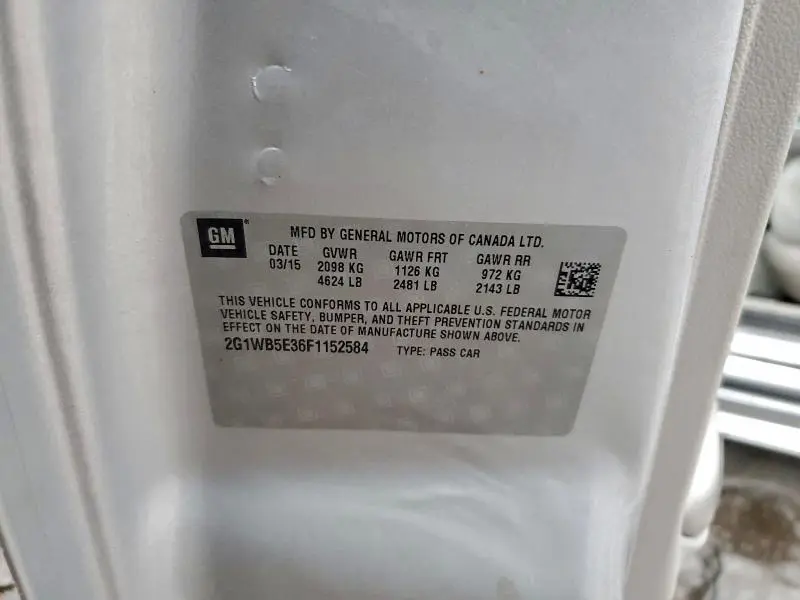 GM
MFD BY GENERAL MOTORS OF CANADA LTD.
DATE GVWR GAWR FRT GAWR RR
03/15 2098 KG 1126 KG 972 KG
4624 LB 2481 LB 2143 LB
THIS VEHICLE CONFORMS TO ALL APPLICABLE U.S. FEDERAL MOTOR
VEHICLE SAFETY, BUMPER, AND THEFT PREVENTION STANDARDS IN
EFFECT ON THE DATE OF MANUFACTURE SHOWN ABOVE.
2G1WB5E36F1152584 TYPE: PASS CAR